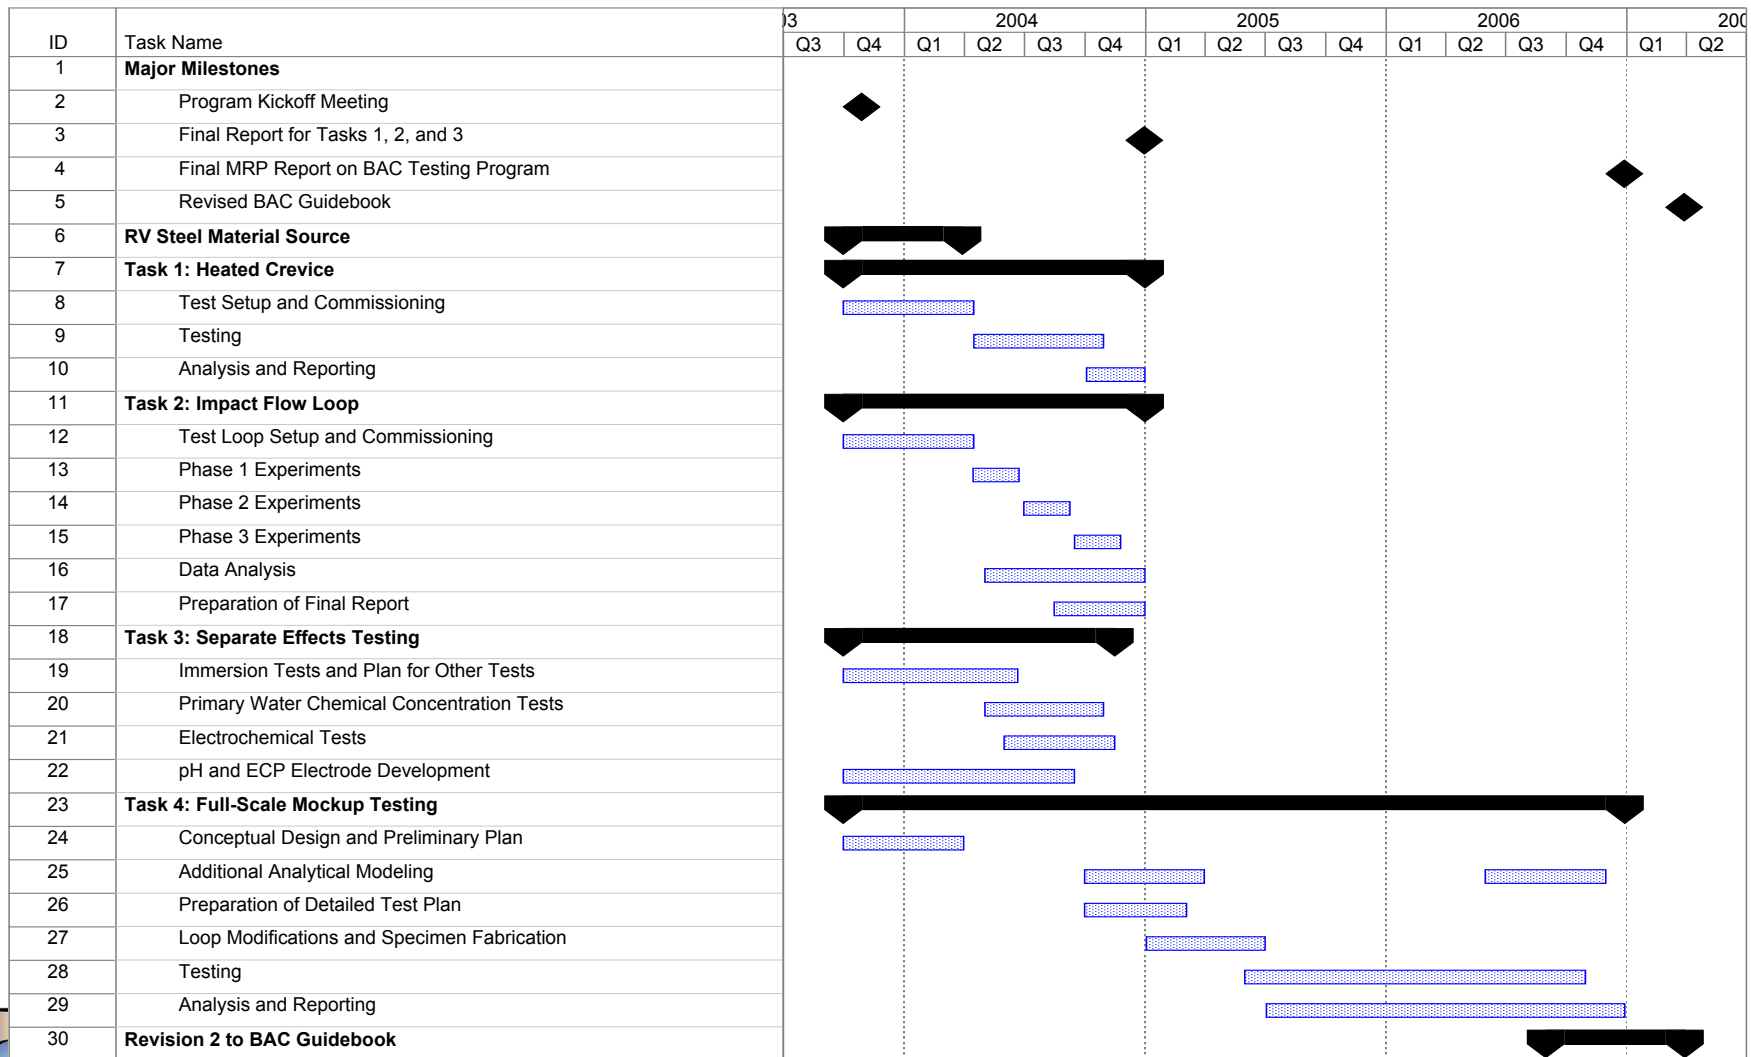 2004 2005 2006
ID Task Name Q3 Q4 Q1 Q2 Q3 Q4 Q1 Q2 Q3 Q4 Q1 Q2 Q3 Q4 Q1 Q2
1 Major Milestones
2 Program Kickoff Meeting
3 Final Report for Tasks 1, 2, and 3
4 Final MRP Report on BAC Testing Program
5 Revised BAC Guidebook
6 RV Steel Material Source
7 Task 1: Heated Crevice
8 Test Setup and Commissioning
9 Testing
10 Analysis and Reporting
11 Task 2: Impact Flow Loop
12 Test Loop Setup and Commissioning
13 Phase 1 Experiments
14 Phase 2 Experiments
15 Phase 3 Experiments
16 Data Analysis
17 Preparation of Final Report
18 Task 3: Separate Effects Testing
19 Immersion Tests and Plan for Other Tests
20 Primary Water Chemical Concentration Tests
21 Electrochemical Tests
22 pH and ECP Electrode Development
23 Task 4: Full-Scale Mockup Testing
24 Conceptual Design and Preliminary Plan
25 Additional Analytical Modeling
26 Preparation of Detailed Test Plan
27 Loop Modifications and Specimen Fabrication
28 Testing
29 Analysis and Reporting
30 Revision 2 to BAC Guidebook